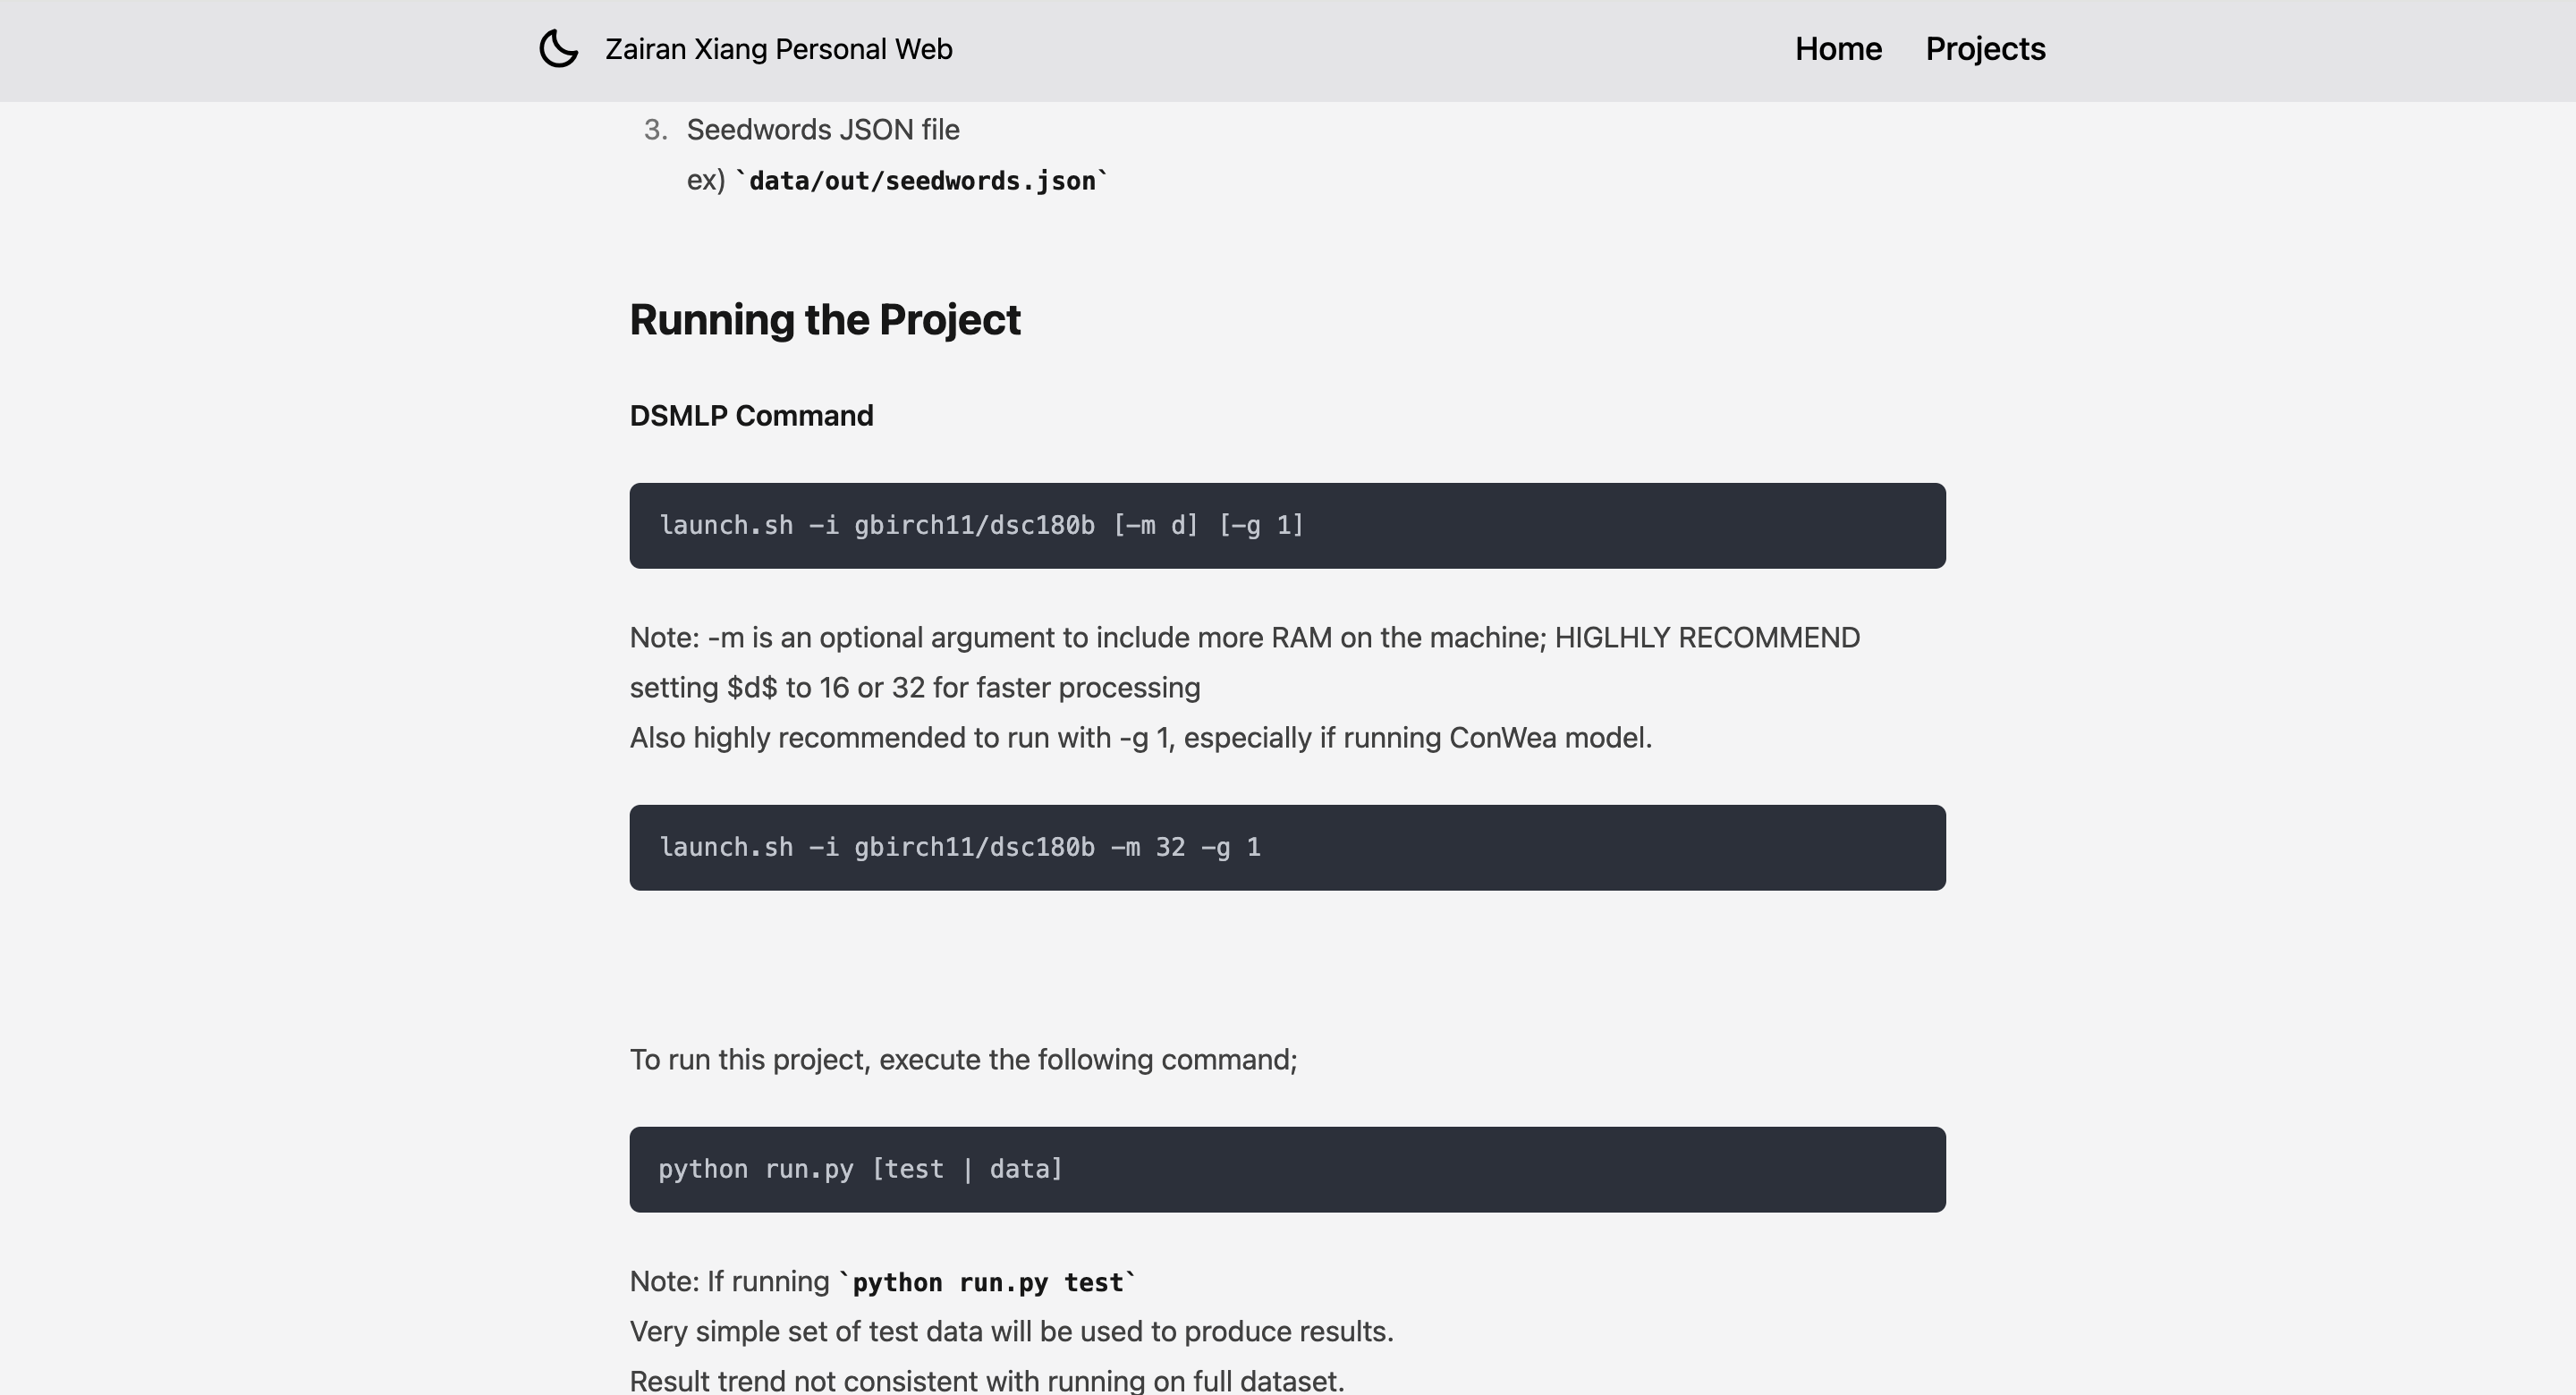 Zairan Xiang Personal Web
Home
Projects
3. Seedwords JSON file
ex) `data/out/seedwords.json`
Running the Project
DSMLP Command
launch.sh -i gbirch11/dsc180b [-m d] [-g 1]
Note: -m is an optional argument to include more RAM on the machine; HIGLHLY RECOMMEND
setting $d$ to 16 or 32 for faster processing
Also highly recommended to run with -g 1, especially if running ConWea model.
launch.sh -i gbirch11/dsc180b -m 32 -g 1
To run this project, execute the following command;
python run.py [test | data]
Note: If running `python run.py test`
Very simple set of test data will be used to produce results.
Result trend not consistent with running on full dataset.